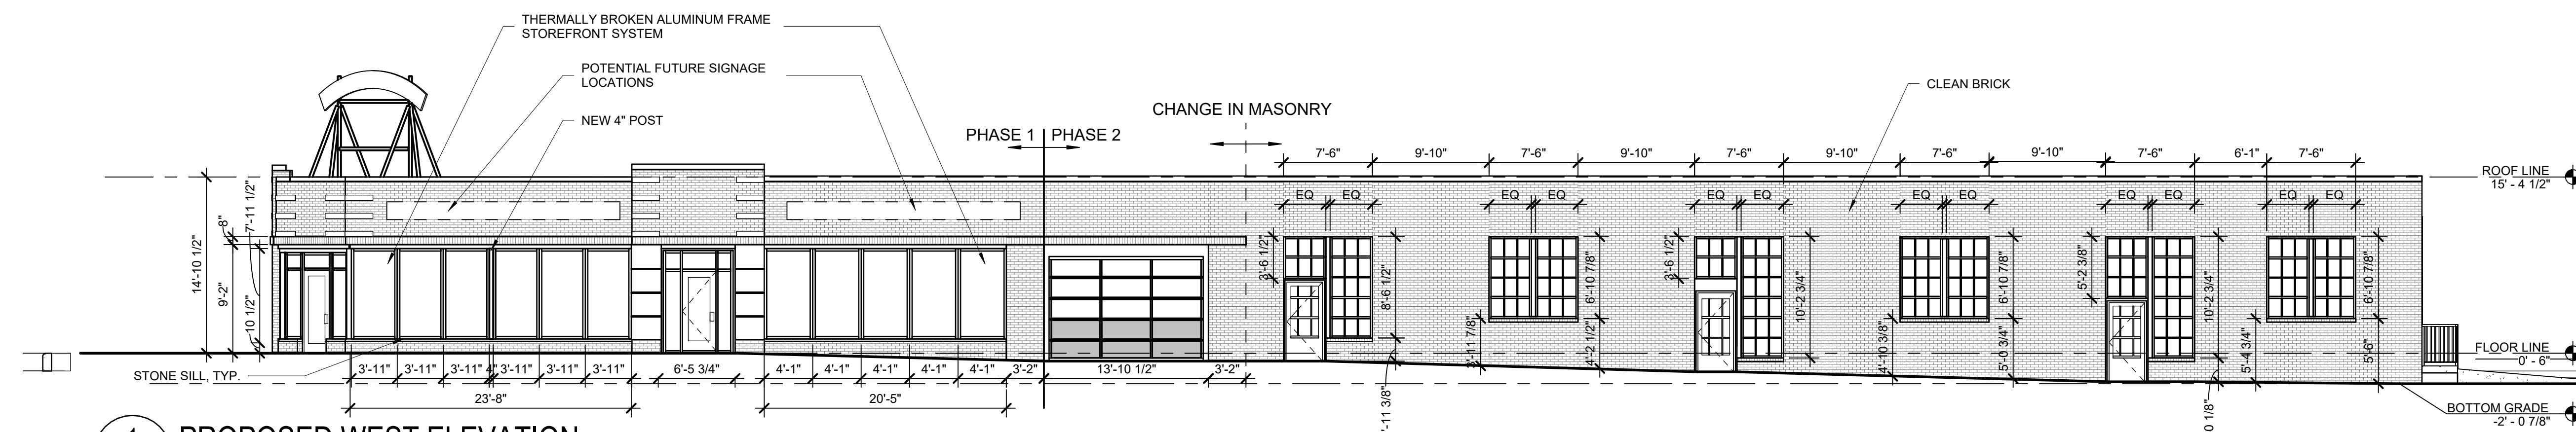 THERMALLY BROKEN ALUMINUM FRAME
STOREFRONT SYSTEM
POTENTIAL FUTURE SIGNAGE
LOCATIONS
NEW 4" POST
CHANGE IN MASONRY
PHASE 1 PHASE 2
CLEAN BRICK
7'-6" 9'-10" 7'-6" 9'-10" 7'-6" 9'-10" 7'-6" 9'-10" 7'-6" 6'-1" 7'-6"
ROOF LINE
15' - 4 1/2"
EQ EQ EQ EQ EQ EQ EQ EQ EQ EQ EQ EQ
14'-10 1/2"
9'-2"
8"
7'-11 1/2"
10 1/2"
3'-6 1/2"
8'-6 1/2"
3'-11 7/8"
6'-10 7/8"
4'-2 1/2"
3'-6 1/2"
10'-2 3/4"
4'-10 3/8"
6'-10 7/8"
5'-0 3/4"
5'-2 3/8"
10'-2 3/4"
5'-4 3/4"
6'-10 7/8"
5'-6"
FLOOR LINE
0' - 6"
STONE SILL, TYP.
3'-11" 3'-11" 3'-11" 4" 3'-11" 3'-11" 3'-11" 6'-5 3/4" 4'-1" 4'-1" 4'-1" 4'-1" 4'-1" 3'-2" 13'-10 1/2" 3'-2"
23'-8" 20'-5"
'-11 3/8"
0 1/8"
BOTTOM GRADE
-2' - 0 7/8"
PROPOSED WEST ELEVATION